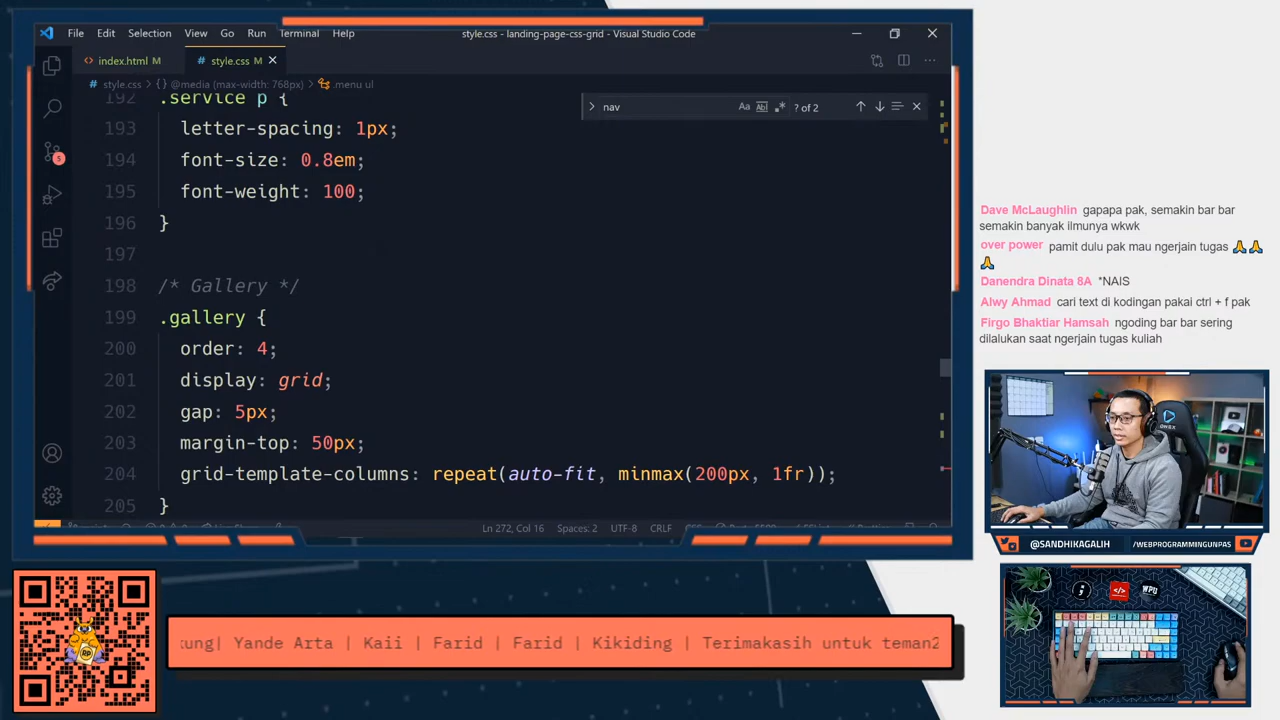 File Edit Selection View Go Run Terminal Help
style.css - landing-page-css-grid - Visual Studio Code
index.html M
style.css M
style.css > {} @media (max-width: 768px) > .menu ul
nav
Aa Abl .* ? of 2
192 .service p {
193 letter-spacing: 1px;
194 font-size: 0.8em;
195 font-weight: 100;
196 }
197
198 /* Gallery */
199 .gallery {
200 order: 4;
201 display: grid;
202 gap: 5px;
203 margin-top: 50px;
204 grid-template-columns: repeat(auto-fit, minmax(200px, 1fr));
205 }
5
Ln 272, Col 16 Spaces: 2 UTF-8 CRLF
Dave McLaughlin gapapa pak, semakin bar bar
semakin banyak ilmunya wkwk
over power pamit dulu pak mau ngerjain tugas 🙏🙏
🙏
Danendra Dinata 8A *NAIS
Alwy Ahmad cari text di kodingan pakai ctrl + f pak
Firgo Bhaktiar Hamsah ngoding bar bar sering
dilalukan saat ngerjain tugas kuliah
@SANDHIKAGALIH /WEBPROGRAMMINGUNPAS
; </> WPU
kung| Yande Arta | Kaii | Farid | Farid | Kikiding | Terimakasih untuk teman2